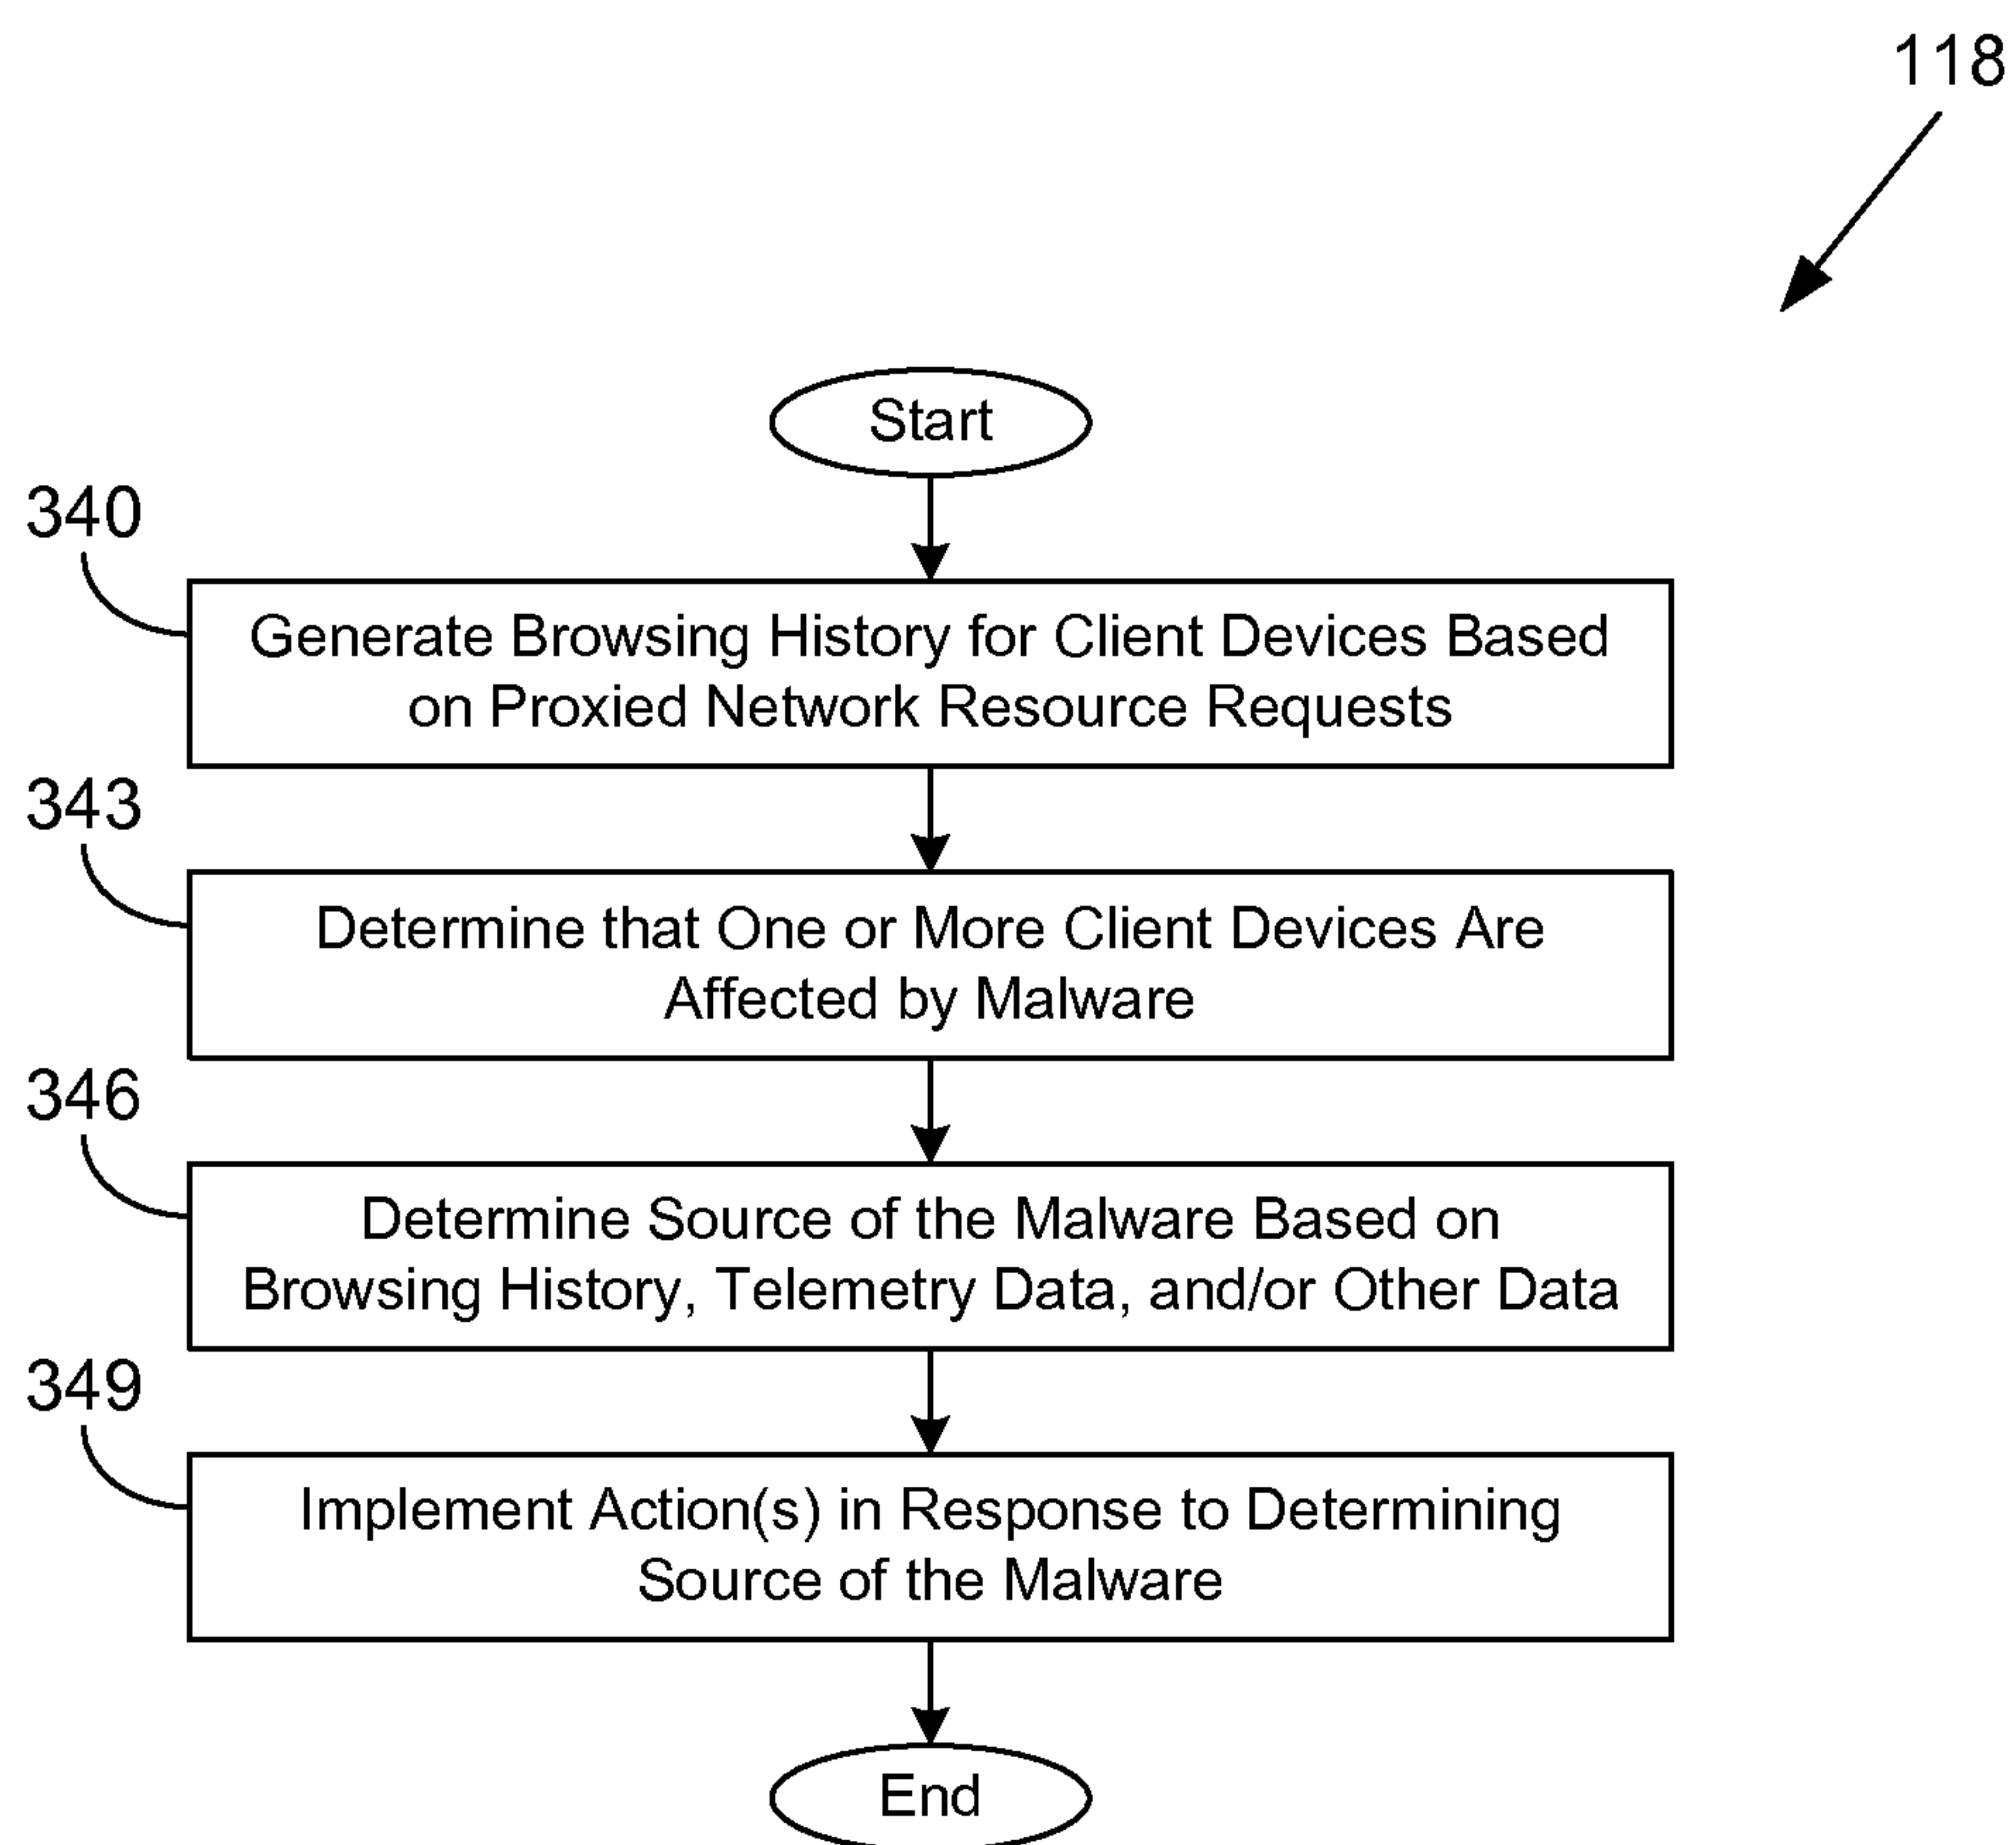 118
Start
340
Generate Browsing History for Client Devices Based
on Proxied Network Resource Requests
343
Determine that One or More Client Devices Are
Affected by Malware
346
Determine Source of the Malware Based on
Browsing History, Telemetry Data, and/or Other Data
349
Implement Action(s) in Response to Determining
Source of the Malware
End